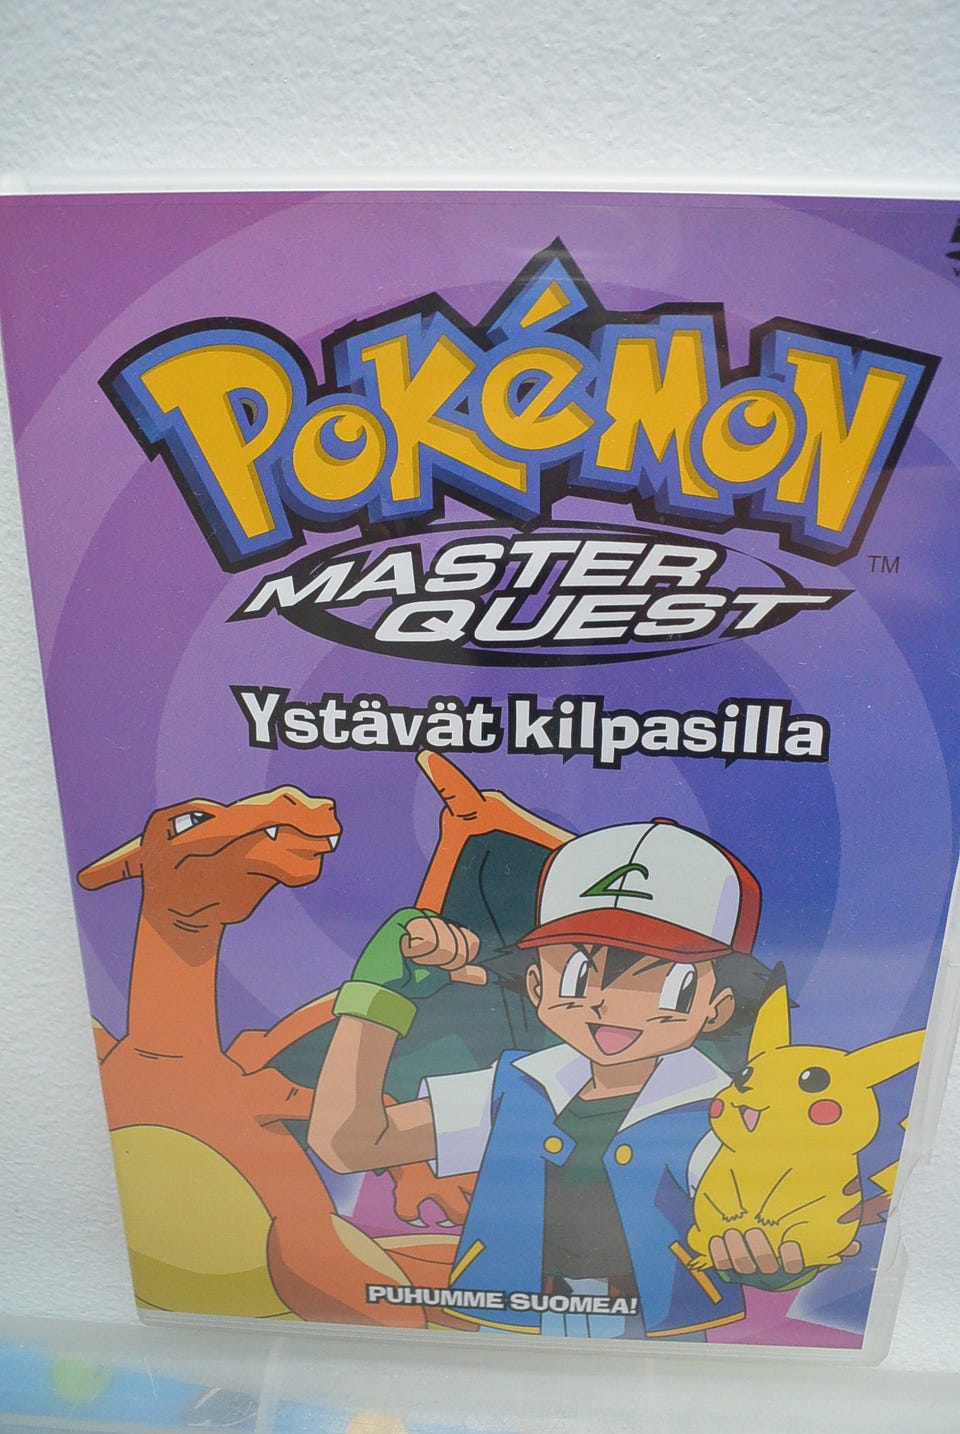 POKéMON
TM
MASTER
QUEST
Ystävät kilpasilla
PUHUMME SUOMEA!